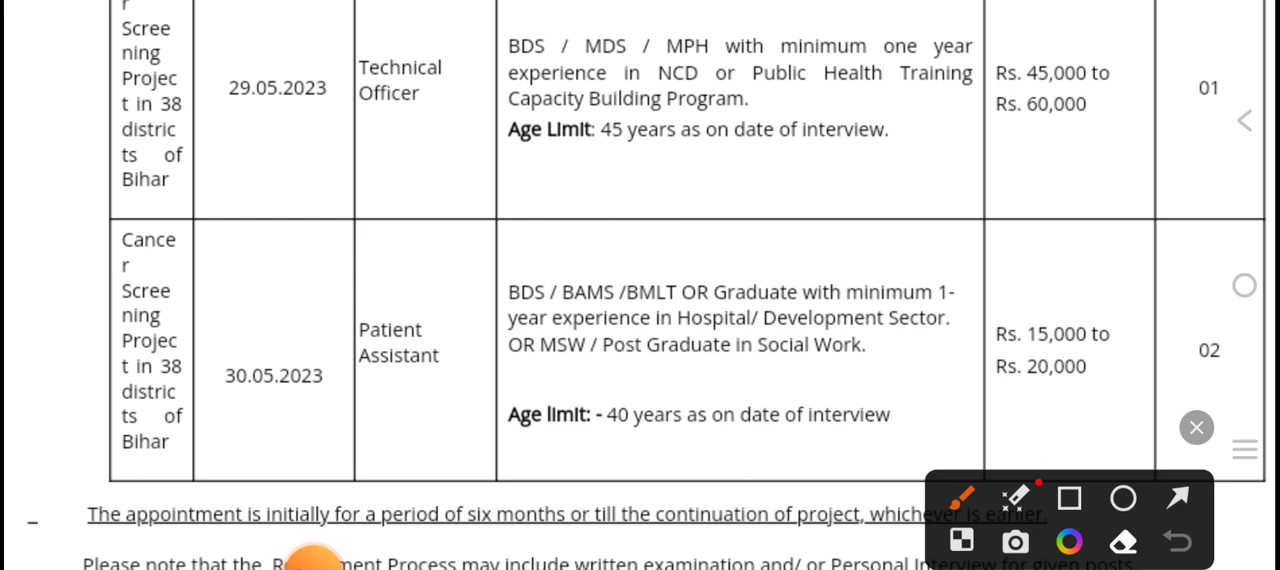 r
Scree
ning
Projec
t in 38
distric
ts of
Bihar
29.05.2023
Technical
Officer
BDS / MDS / MPH with minimum one year
experience in NCD or Public Health Training
Capacity Building Program.
Age Limit: 45 years as on date of interview.
Rs. 45,000 to
Rs. 60,000
01
Cance
r
Scree
ning
Projec
t in 38
distric
ts of
Bihar
30.05.2023
Patient
Assistant
BDS / BAMS /BMLT OR Graduate with minimum 1-
year experience in Hospital/ Development Sector.
OR MSW / Post Graduate in Social Work.
Age limit: - 40 years as on date of interview
Rs. 15,000 to
Rs. 20,000
02
The appointment is initially for a period of six months or till the continuation of project, whichever is earlier.
Please note that the ment Process may include written examination and/ or Personal Interview for given posts.